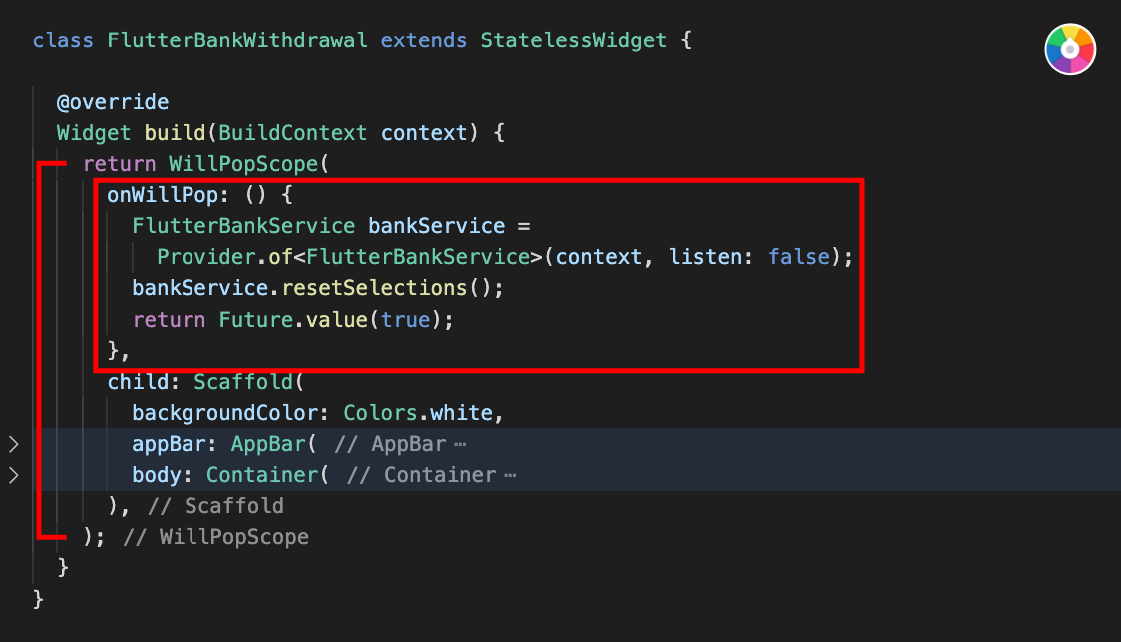 class FlutterBankWithdrawal extends StatelessWidget {
@override
Widget build(BuildContext context) {
return WillPopScope(
onWillPop: () {
FlutterBankService bankService =
Provider.of<FlutterBankService>(context, listen: false);
bankService.resetSelections();
return Future.value(true);
},
child: Scaffold(
backgroundColor: Colors.white,
appBar: AppBar( // AppBar ⋯
body: Container( // Container ⋯
), // Scaffold
); // WillPopScope
}
}